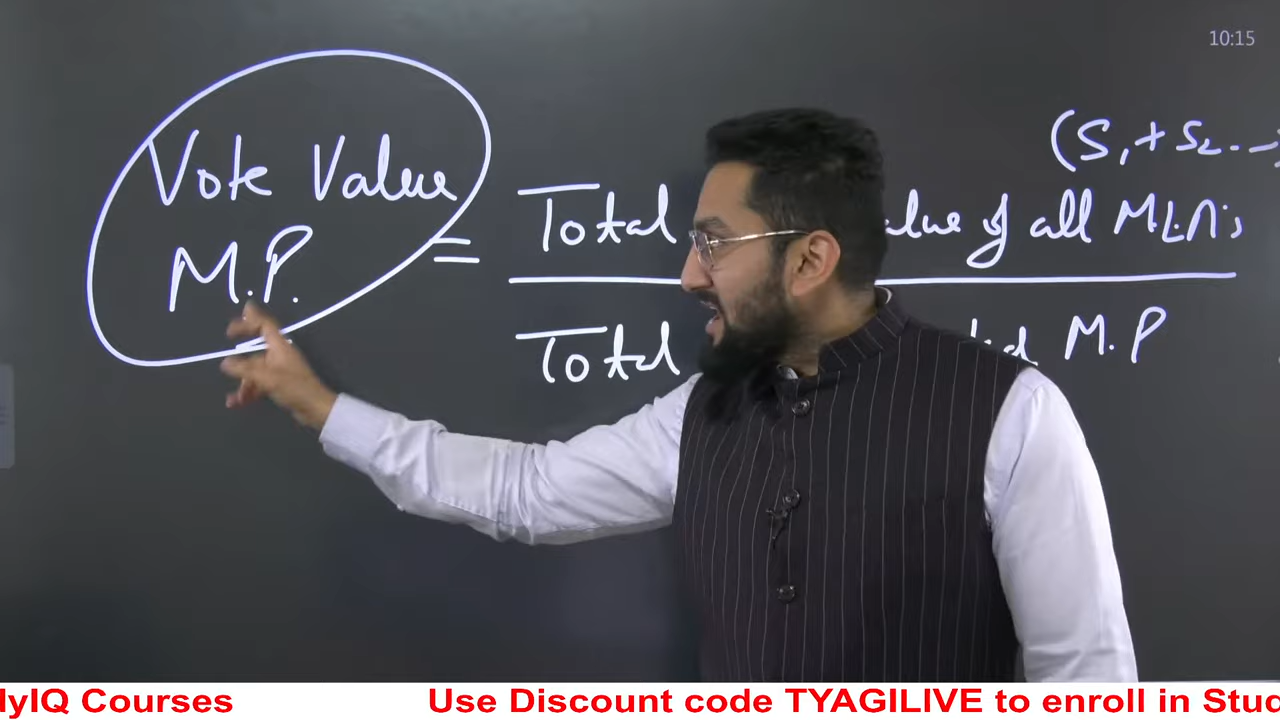 10:15
(S₁ + S₂ . . -
Vote Value
M.P. = Total alue of all MLA's
Total M.P
lyIQ Courses Use Discount code TYAGILIVE to enroll in Stu